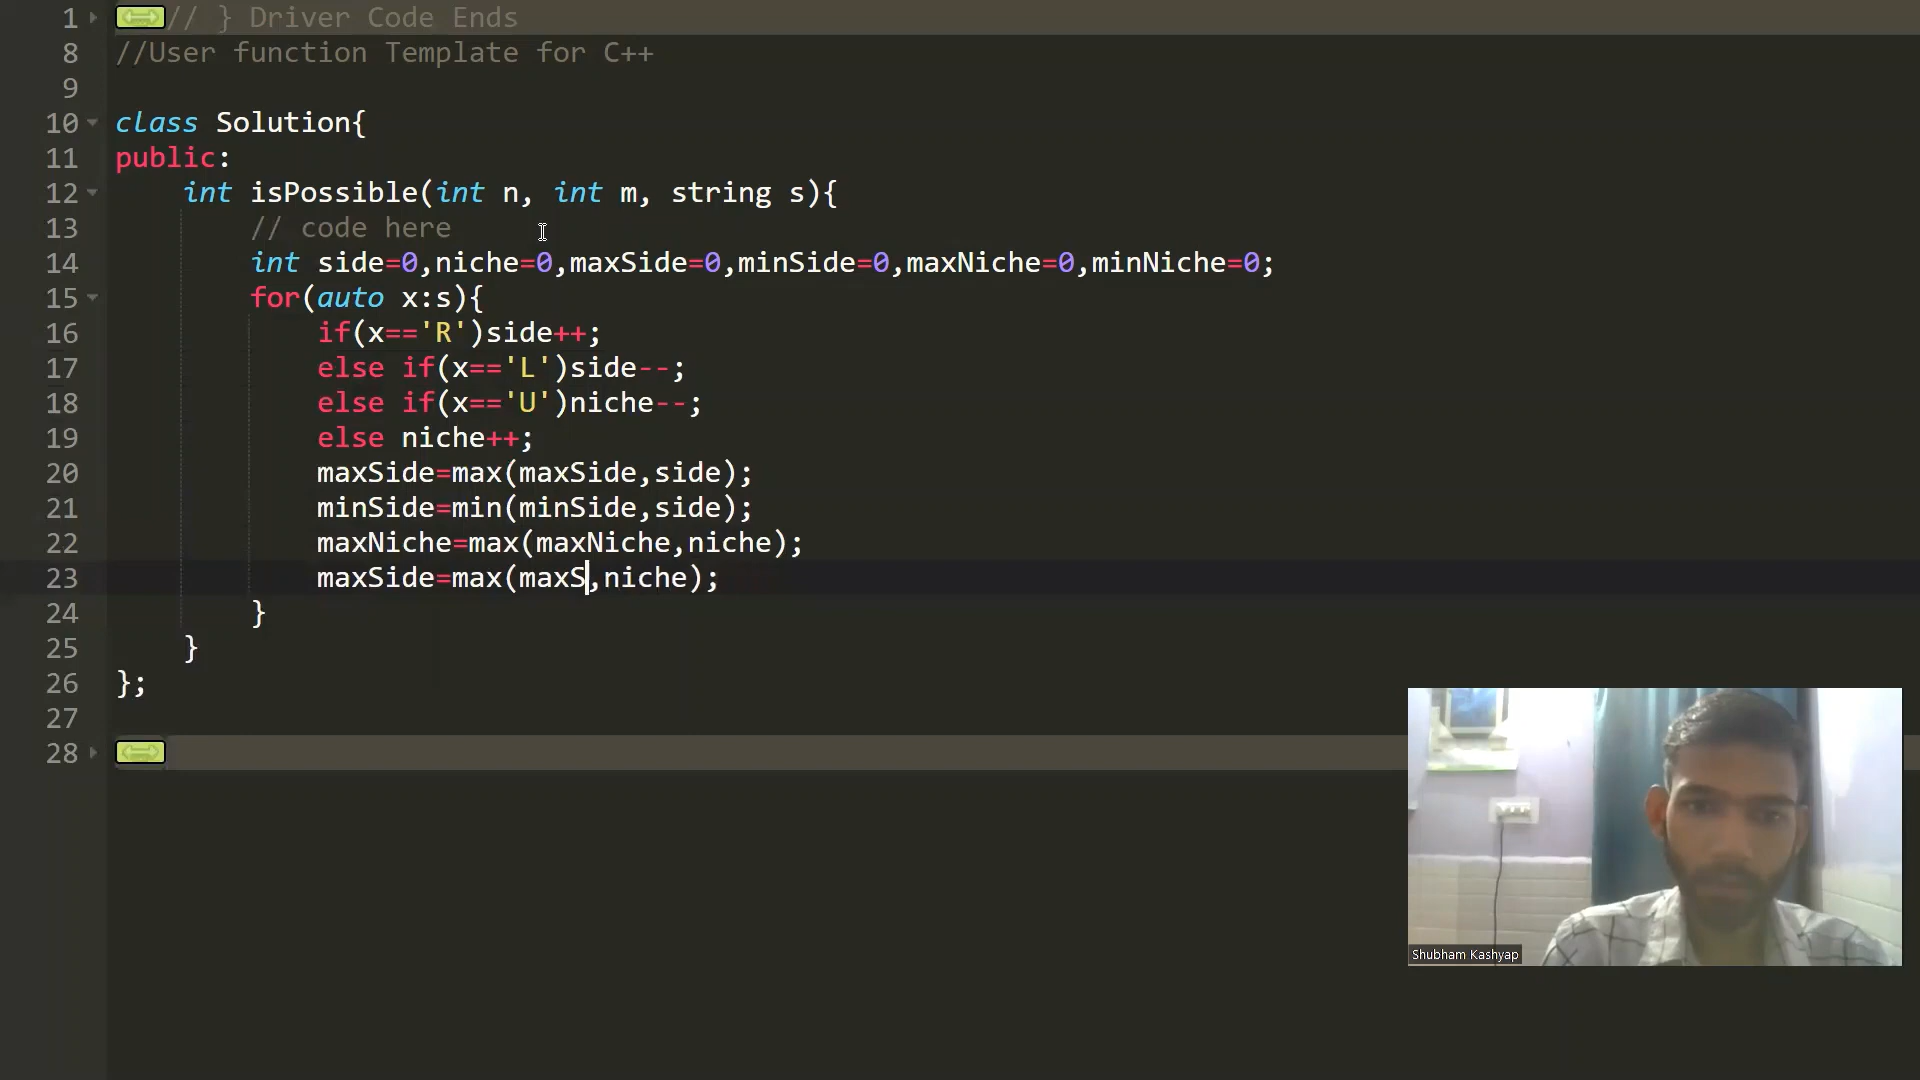 1 // } Driver Code Ends
8 //User function Template for C++
9
10 class Solution{
11 public:
12 int isPossible(int n, int m, string s){
13 // code here
14 int side=0,niche=0,maxSide=0,minSide=0,maxNiche=0,minNiche=0;
15 for(auto x:s){
16 if(x=='R')side++;
17 else if(x=='L')side--;
18 else if(x=='U')niche--;
19 else niche++;
20 maxSide=max(maxSide,side);
21 minSide=min(minSide,side);
22 maxNiche=max(maxNiche,niche);
23 maxSide=max(maxS,niche);
24 }
25 }
26 };
27
28
Shubham Kashyap